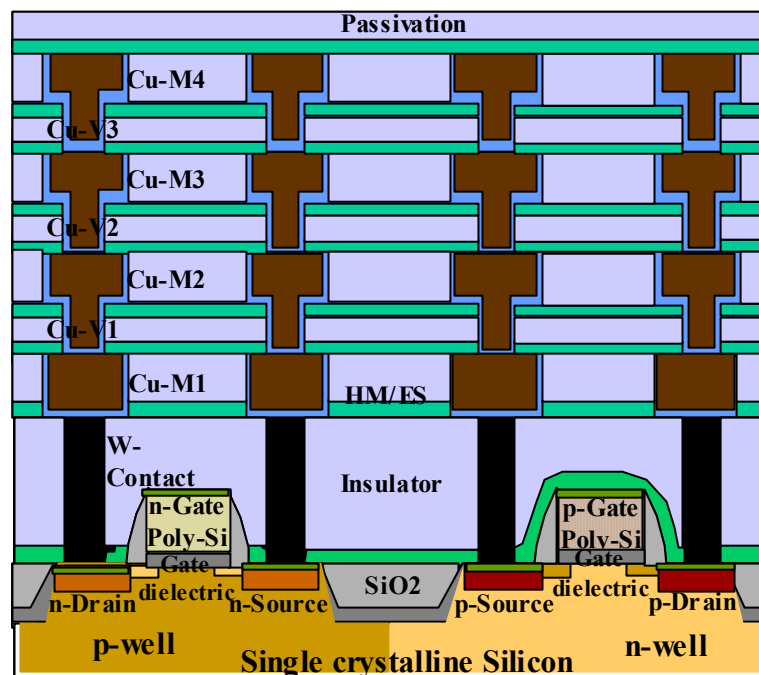 Passivation
Cu-M4
Cu-V3
Cu-M3
Cu-V2
Cu-M2
Cu-V1
Cu-M1
HM/ES
W-
Contact
Insulator
n-Gate
Poly-Si
p-Gate
Poly-Si
Gate
dielectric
Gate
dielectric
SiO2
n-Drain
n-Source
p-Source
p-Drain
p-well
n-well
Single crystalline Silicon